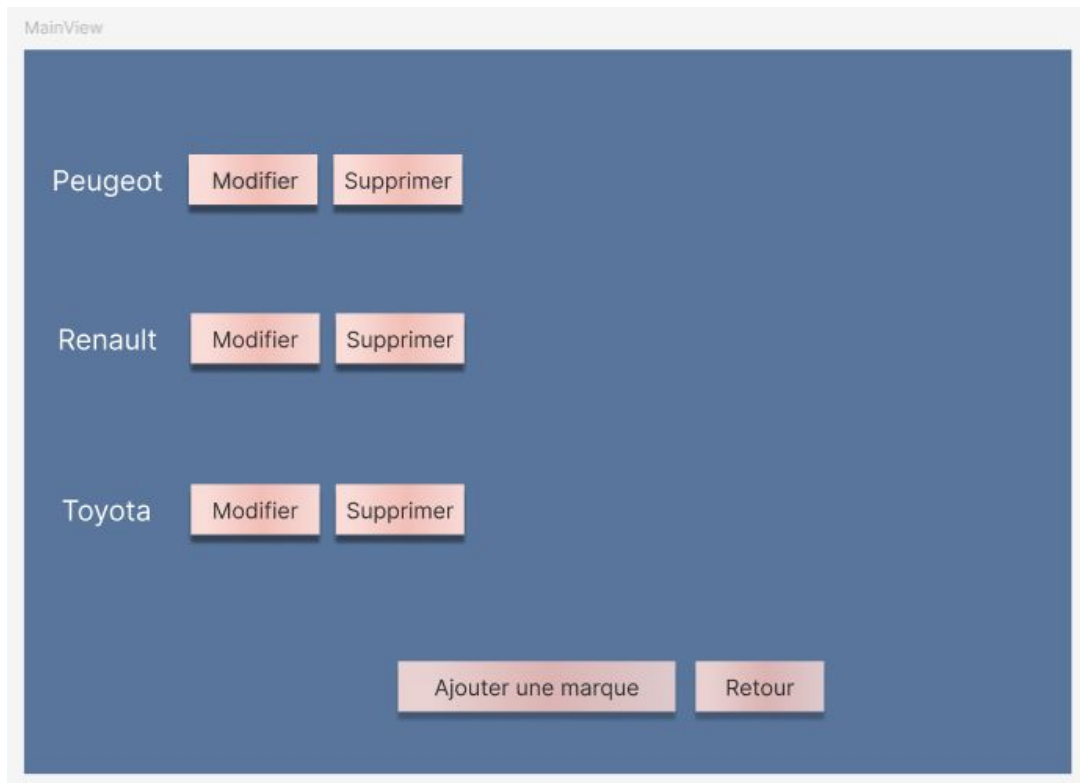 MainView
Peugeot Modifier Supprimer
Renault Modifier Supprimer
Toyota Modifier Supprimer
Ajouter une marque Retour